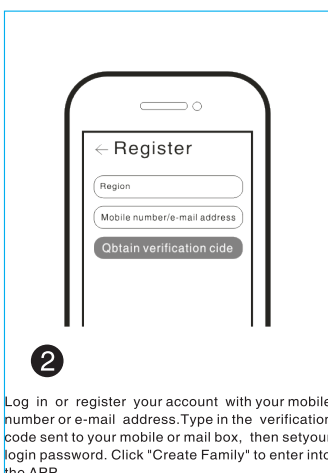 ← Register
Region
Mobile number/e-mail address
Qbtain verification cide
2
Log in or register your account with your mobile
number or e-mail address.Type in the verification
code sent to your mobile or mail box, then setyour
login password. Click "Create Family" to enter into
the APP